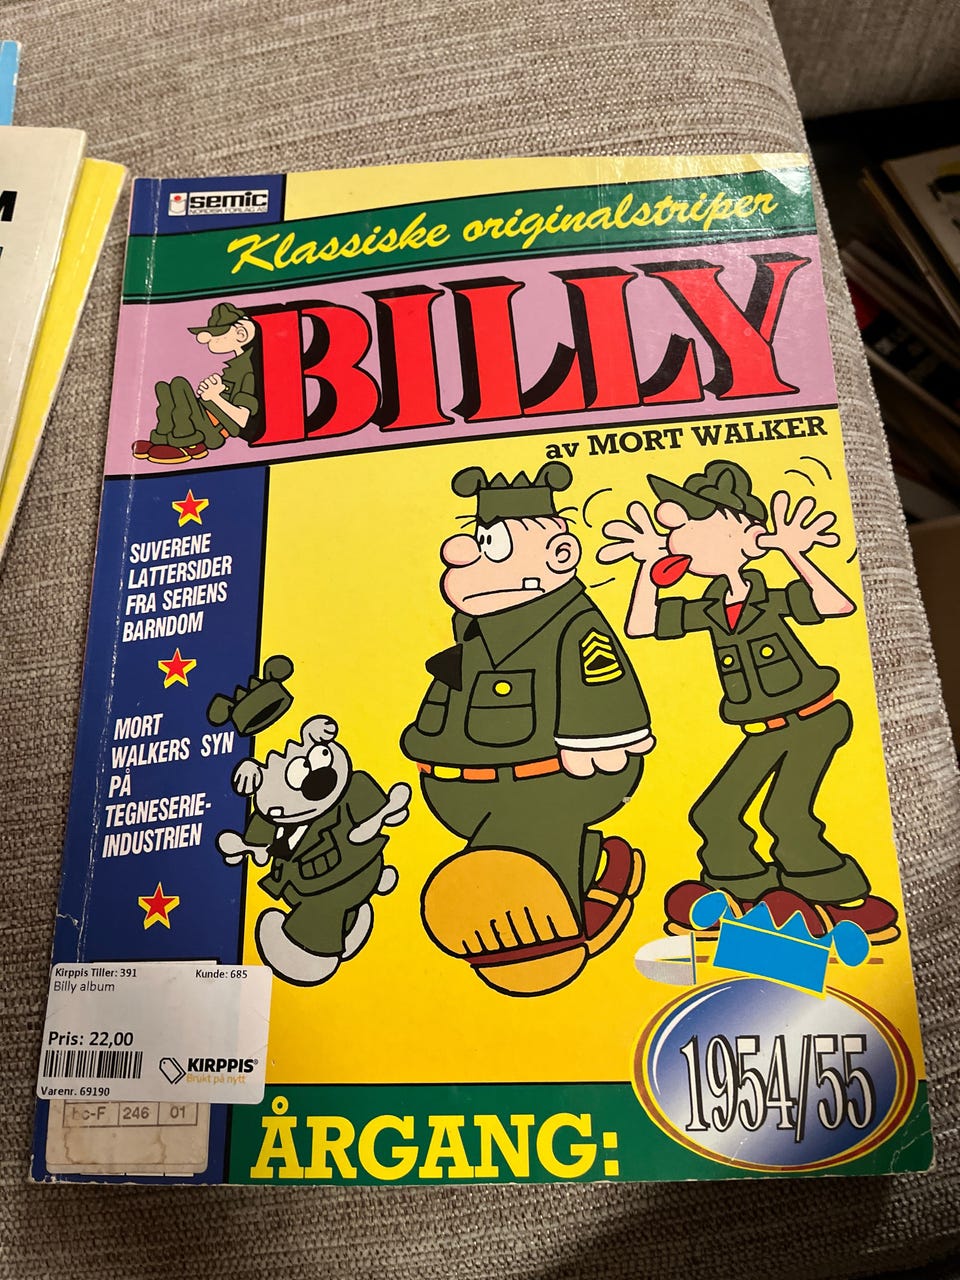 semic
NORDISK FORLAG AS
Klassiske originalstriper
BILLY
av MORT WALKER
SUVERENE
LATTERSIDER
FRA SERIENS
BARNDOM
MORT
WALKERS SYN
PÅ
TEGNESERIE-
INDUSTRIEN
Kirppis Tiller: 391 Kunde: 685
Billy album
Pris: 22,00
KIRPPIS®
Brukt på nytt
Varenr. 69190
246 01
ÅRGANG:
1954/55
M